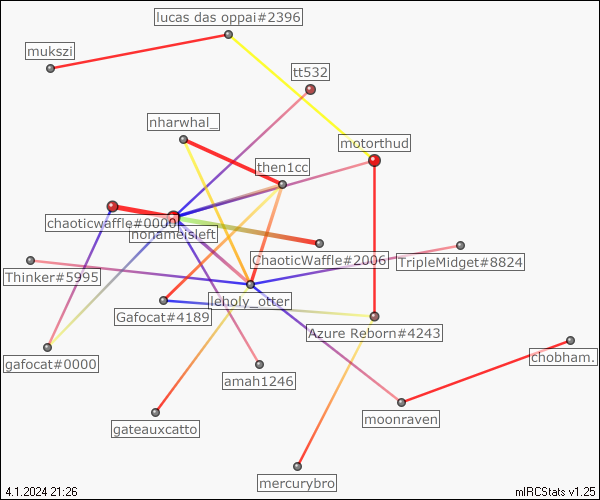 lucas das oppai#2396
mukszi
tt532
nharwhal_
motorthud
then1cc
chaoticwaffle#0000
nonameisleft
ChaoticWaffle#2006
TripleMidget#8824
Thinker#5995
leholy_otter
Gafocat#4189
Azure Reborn#4243
gafocat#0000
chobham.
amah1246
moonraven
gateauxcatto
mercurybro
4.1.2024 21:26
mIRCStats v1.25